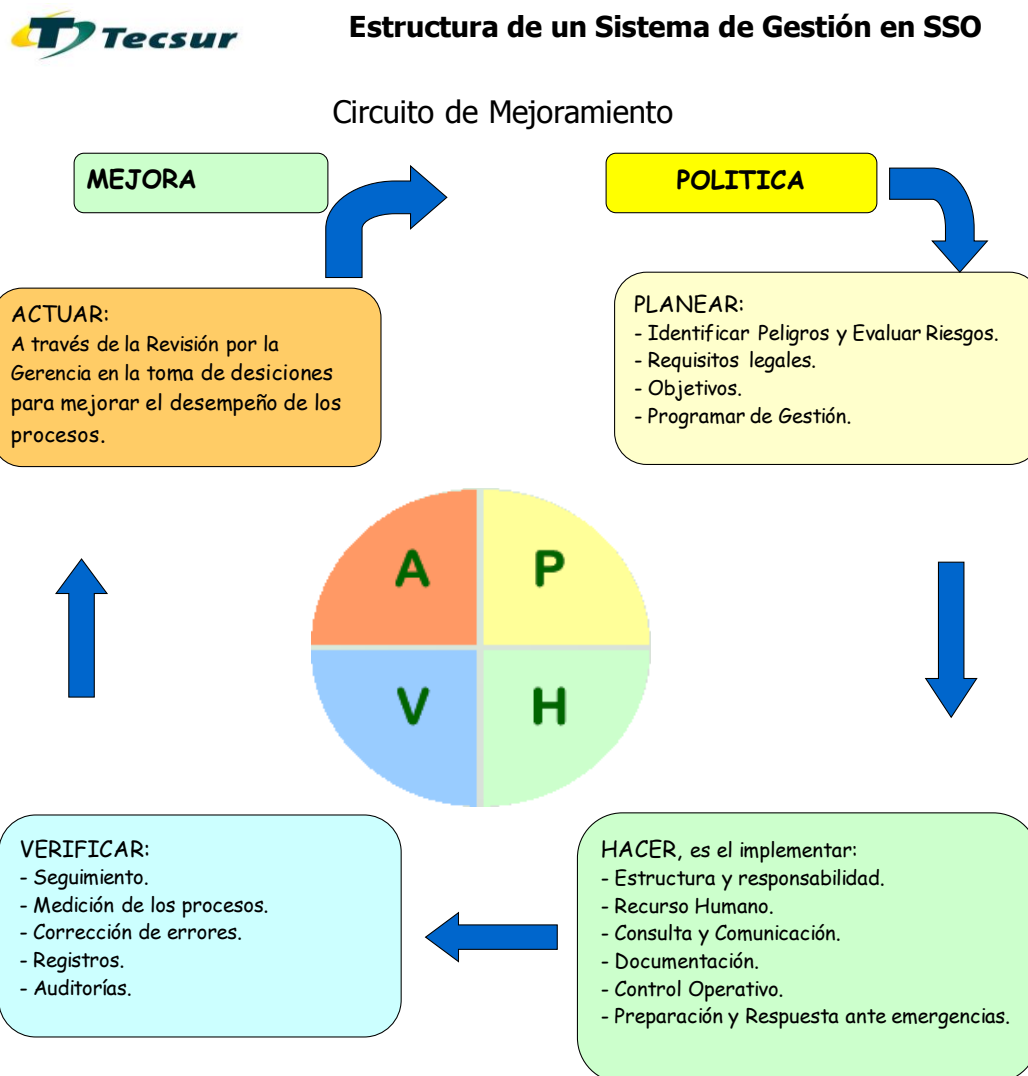 Tecsur
Estructura de un Sistema de Gestión en SSO
Circuito de Mejoramiento
MEJORA
POLITICA
ACTUAR:
A través de la Revisión por la
Gerencia en la toma de desiciones
para mejorar el desempeño de los
procesos.
PLANEAR:
- Identificar Peligros y Evaluar Riesgos.
- Requisitos legales.
- Objetivos.
- Programar de Gestión.
A P
V H
VERIFICAR:
- Seguimiento.
- Medición de los procesos.
- Corrección de errores.
- Registros.
- Auditorías.
HACER, es el implementar:
- Estructura y responsabilidad.
- Recurso Humano.
- Consulta y Comunicación.
- Documentación.
- Control Operativo.
- Preparación y Respuesta ante emergencias.